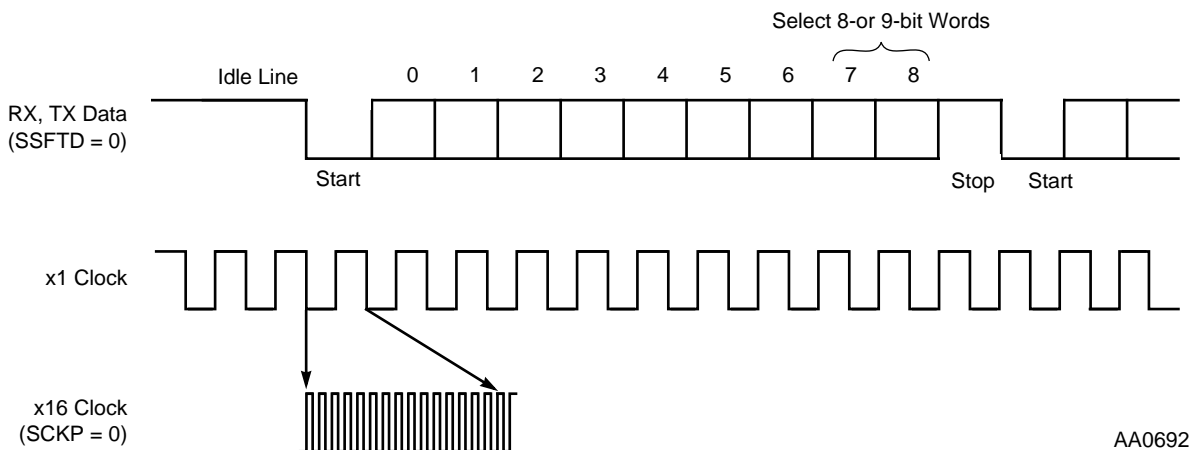 Select 8-or 9-bit Words
Idle Line 0 1 2 3 4 5 6 7 8
RX, TX Data
(SSFTD = 0)
Start Stop Start
x1 Clock
x16 Clock
(SCKP = 0)
AA0692